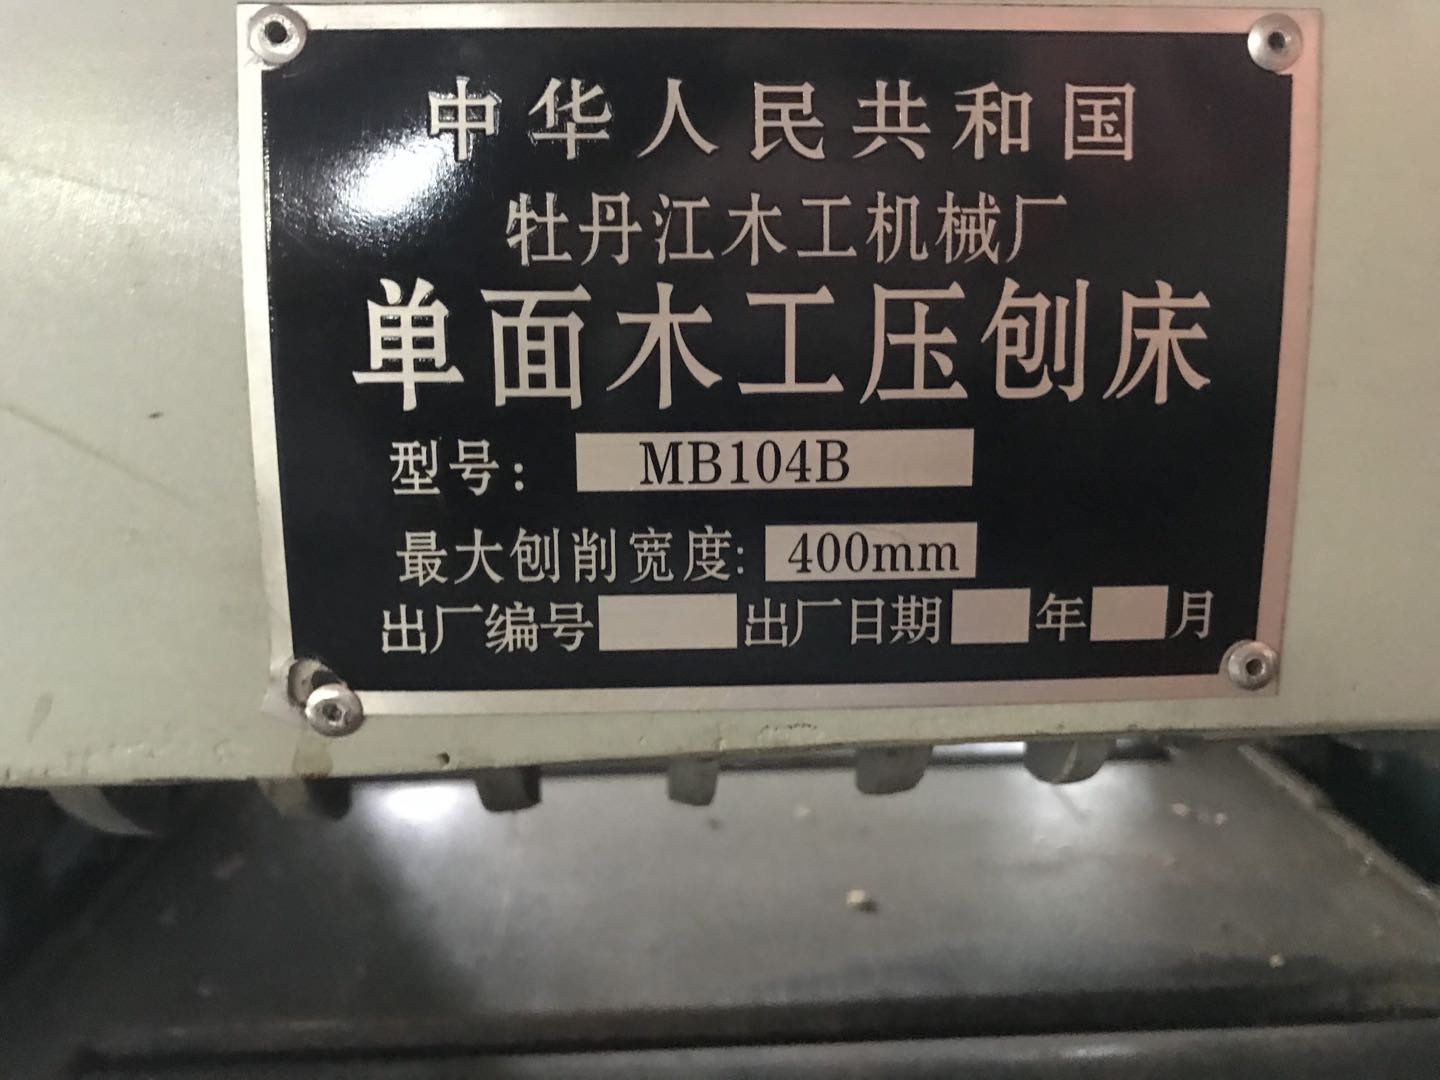 中华人民共和国
牡丹江木工机械厂
单面木工压刨床
型号: MB104B
最大刨削宽度: 400mm
出厂编号 出厂日期 年 月